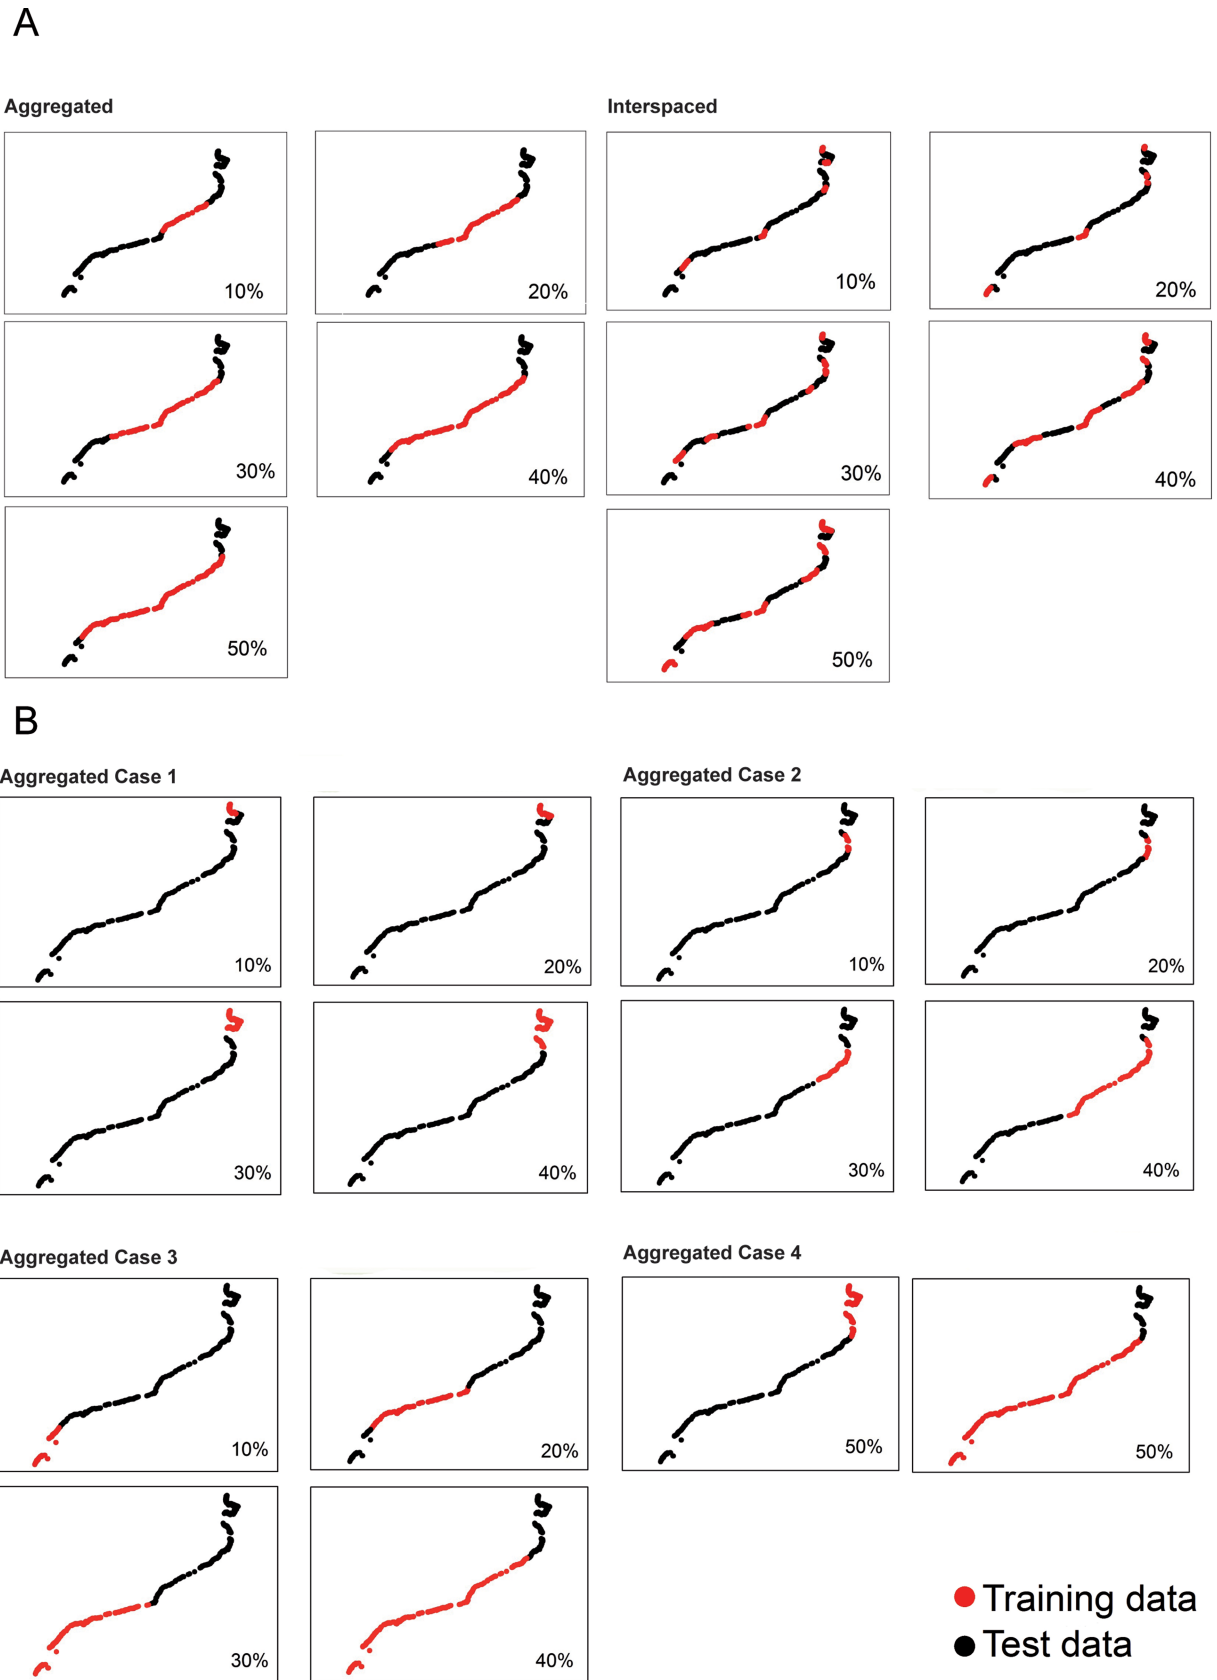 A
Aggregated
Interspaced
10%
20%
10%
20%
30%
40%
30%
40%
50%
50%
B
Aggregated Case 1
Aggregated Case 2
10%
20%
10%
20%
30%
40%
30%
40%
Aggregated Case 3
Aggregated Case 4
10%
20%
50%
50%
30%
40%
Training data
Test data